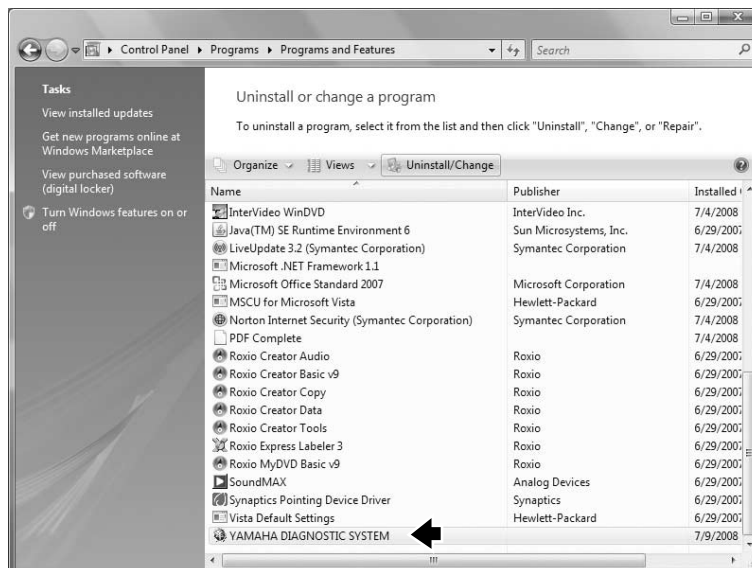 Control Panel ▸ Programs ▸ Programs and Features
Search
Tasks
View installed updates
Get new programs online at
Windows Marketplace
View purchased software
(digital locker)
Turn Windows features on or
off
Uninstall or change a program
To uninstall a program, select it from the list and then click "Uninstall", "Change", or "Repair".
Organize Views Uninstall/Change
Name Publisher Installed
InterVideo WinDVD InterVideo Inc. 7/4/2008
Java(TM) SE Runtime Environment 6 Sun Microsystems, Inc. 6/29/2007
LiveUpdate 3.2 (Symantec Corporation) Symantec Corporation 7/4/2008
Microsoft .NET Framework 1.1
Microsoft Office Standard 2007 Microsoft Corporation 7/4/2008
MSCU for Microsoft Vista Hewlett-Packard 6/29/2007
Norton Internet Security (Symantec Corporation) Symantec Corporation 7/4/2008
PDF Complete 7/4/2008
Roxio Creator Audio Roxio 6/29/2007
Roxio Creator Basic v9 Roxio 6/29/2007
Roxio Creator Copy Roxio 6/29/2007
Roxio Creator Data Roxio 6/29/2007
Roxio Creator Tools Roxio 6/29/2007
Roxio Express Labeler 3 Roxio 6/29/2007
Roxio MyDVD Basic v9 Roxio 6/29/2007
SoundMAX Analog Devices 6/29/2007
Synaptics Pointing Device Driver Synaptics 6/29/2007
Vista Default Settings Hewlett-Packard 6/29/2007
YAMAHA DIAGNOSTIC SYSTEM 7/9/2008